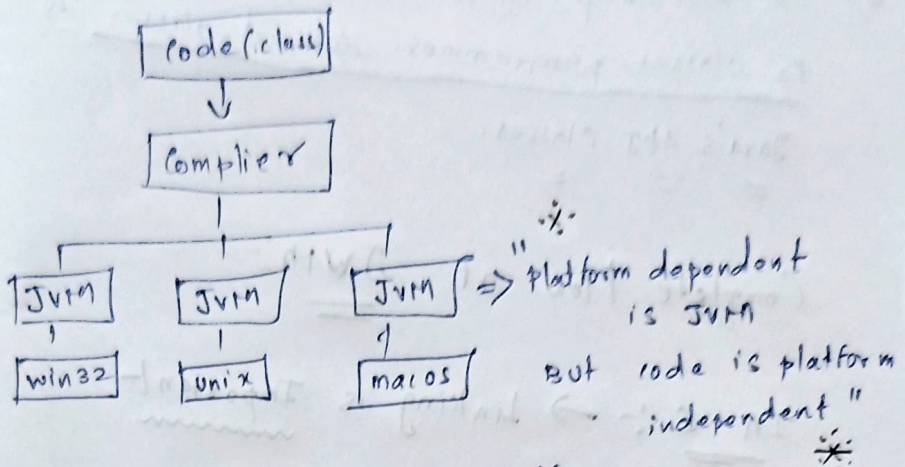 Code (.class)
Complier
JVM
JVM
JVM
=> "platform dependent
is JVM
win32
unix
macos
But code is platform
independent"